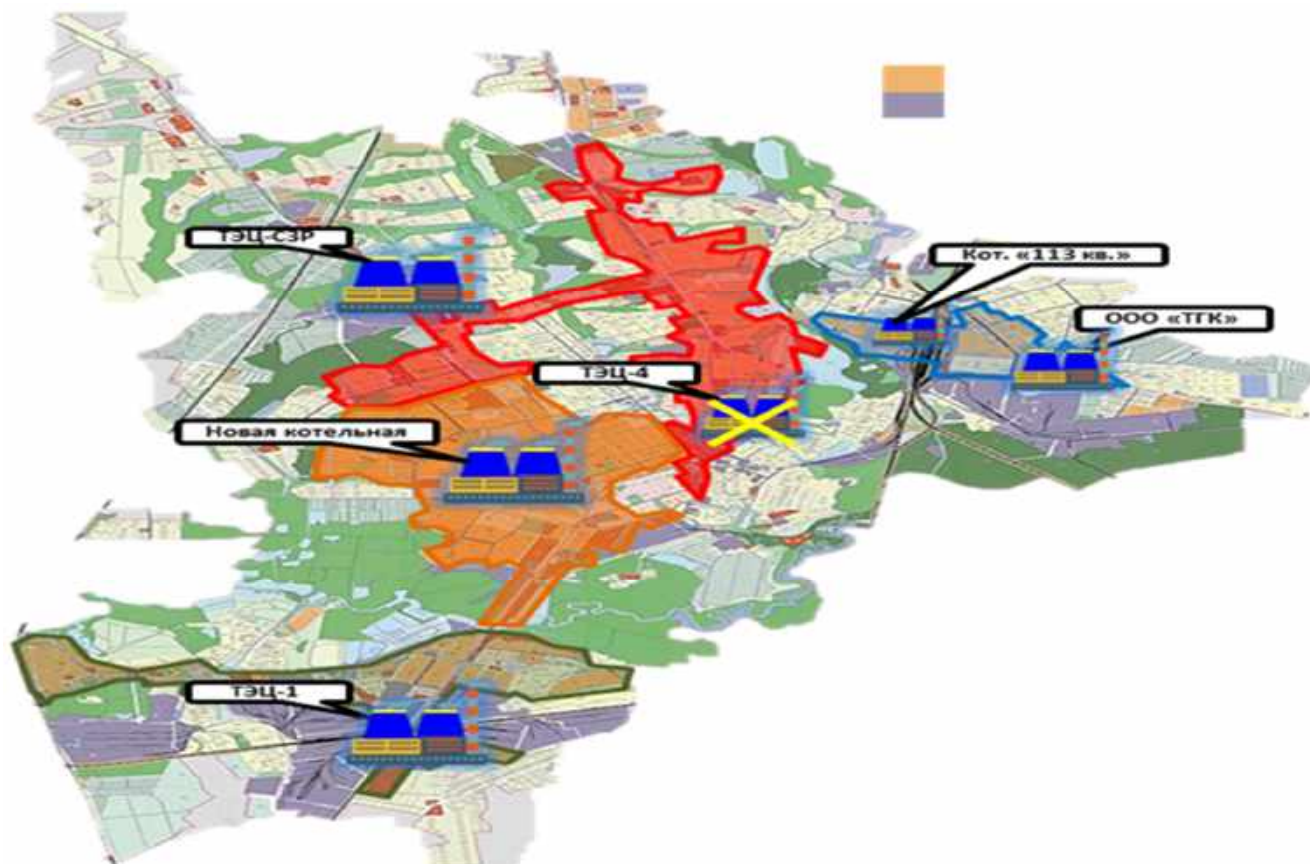 ТЭЦ-СЗР
Кот. «113 кв.»
ООО «ТГК»
ТЭЦ-4
Новая котельная
ТЭЦ-1